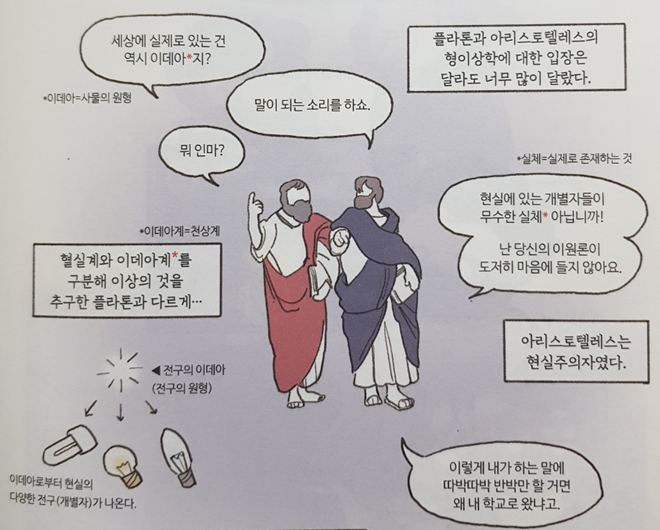 세상에 실제로 있는 건
역시 이데아*지?
*이데아=사물의 원형
플라톤과 아리스토텔레스의
형이상학에 대한 입장은
달라도 너무 많이 달랐다.
말이 되는 소리를 하쇼.
뭐 인마?
*실체=실제로 존재하는 것
현실에 있는 개별자들이
무수한 실체* 아닙니까!
난 당신의 이원론이
도저히 마음에 들지 않아요.
*이데아계=천상계
혈실계와 이데아계*를
구분해 이상의 것을
추구한 플라톤과 다르게…
아리스토텔레스는
현실주의자였다.
◀ 전구의 이데아
(전구의 원형)
이데아로부터 현실의
다양한 전구(개별자)가 나온다.
이렇게 내가 하는 말에
따박따박 반박만 할 거면
왜 내 학교로 왔냐고.